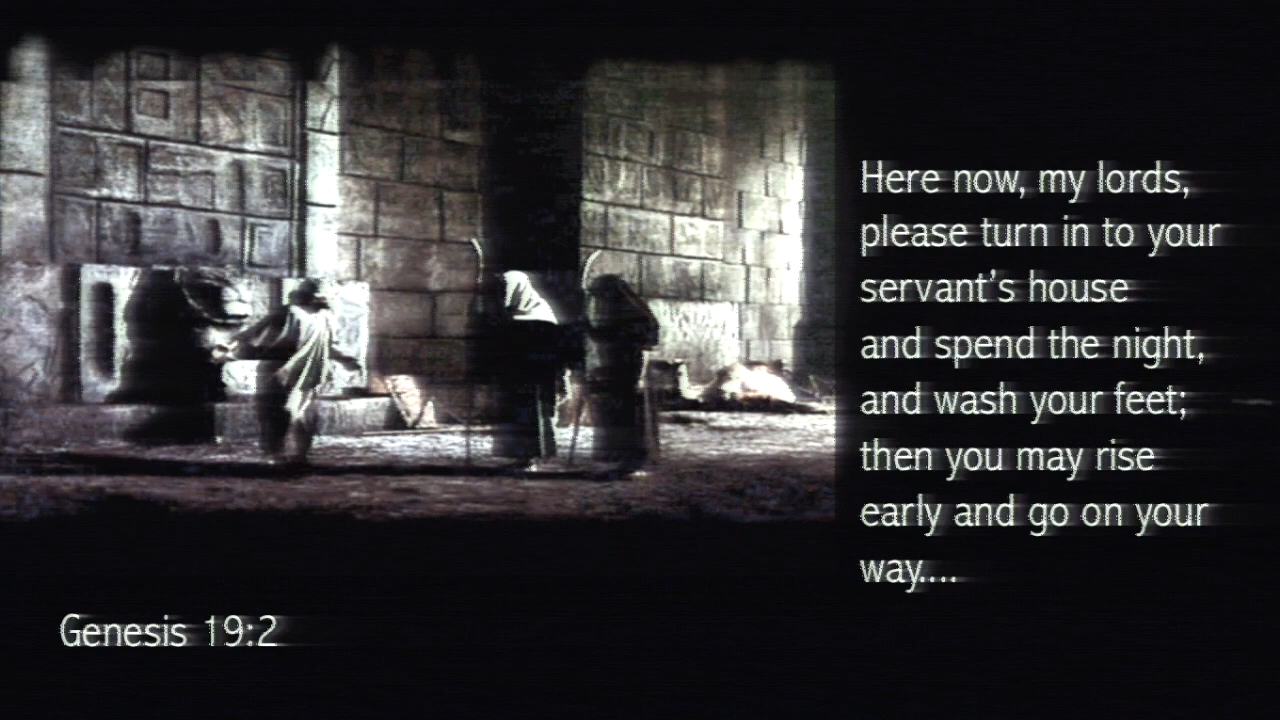 Here now, my lords,
please turn in to your
servant's house
and spend the night,
and wash your feet;
then you may rise
early and go on your
way....
Genesis 19:2